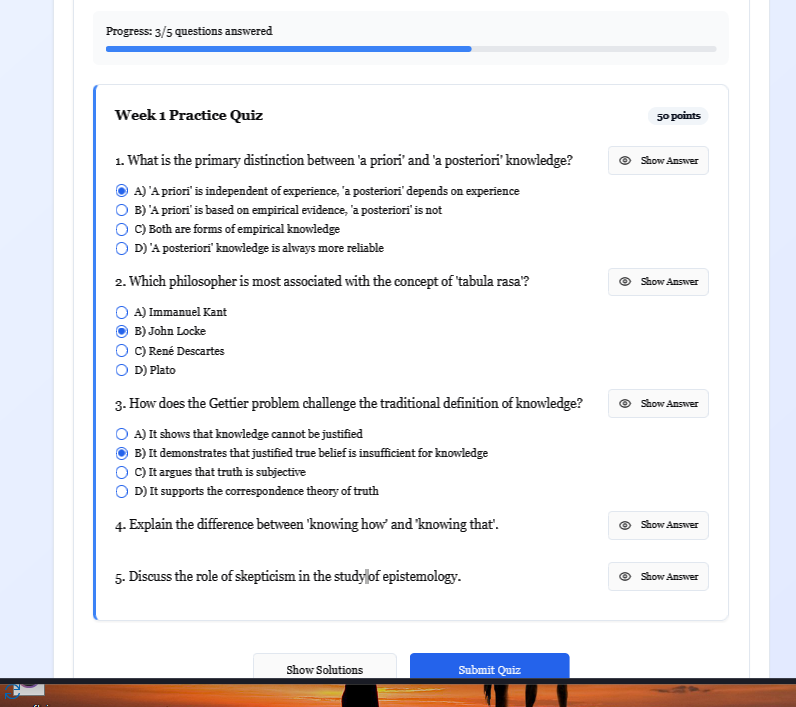 Progress: 3/5 questions answered
Week 1 Practice Quiz
50 points
1. What is the primary distinction between 'a priori' and 'a posteriori' knowledge?
Show Answer
A) 'A priori' is independent of experience, 'a posteriori' depends on experience
B) 'A priori' is based on empirical evidence, 'a posteriori' is not
C) Both are forms of empirical knowledge
D) 'A posteriori' knowledge is always more reliable
2. Which philosopher is most associated with the concept of 'tabula rasa'?
Show Answer
A) Immanuel Kant
B) John Locke
C) René Descartes
D) Plato
3. How does the Gettier problem challenge the traditional definition of knowledge?
Show Answer
A) It shows that knowledge cannot be justified
B) It demonstrates that justified true belief is insufficient for knowledge
C) It argues that truth is subjective
D) It supports the correspondence theory of truth
4. Explain the difference between 'knowing how' and 'knowing that'.
Show Answer
5. Discuss the role of skepticism in the study of epistemology.
Show Answer
Show Solutions
Submit Quiz